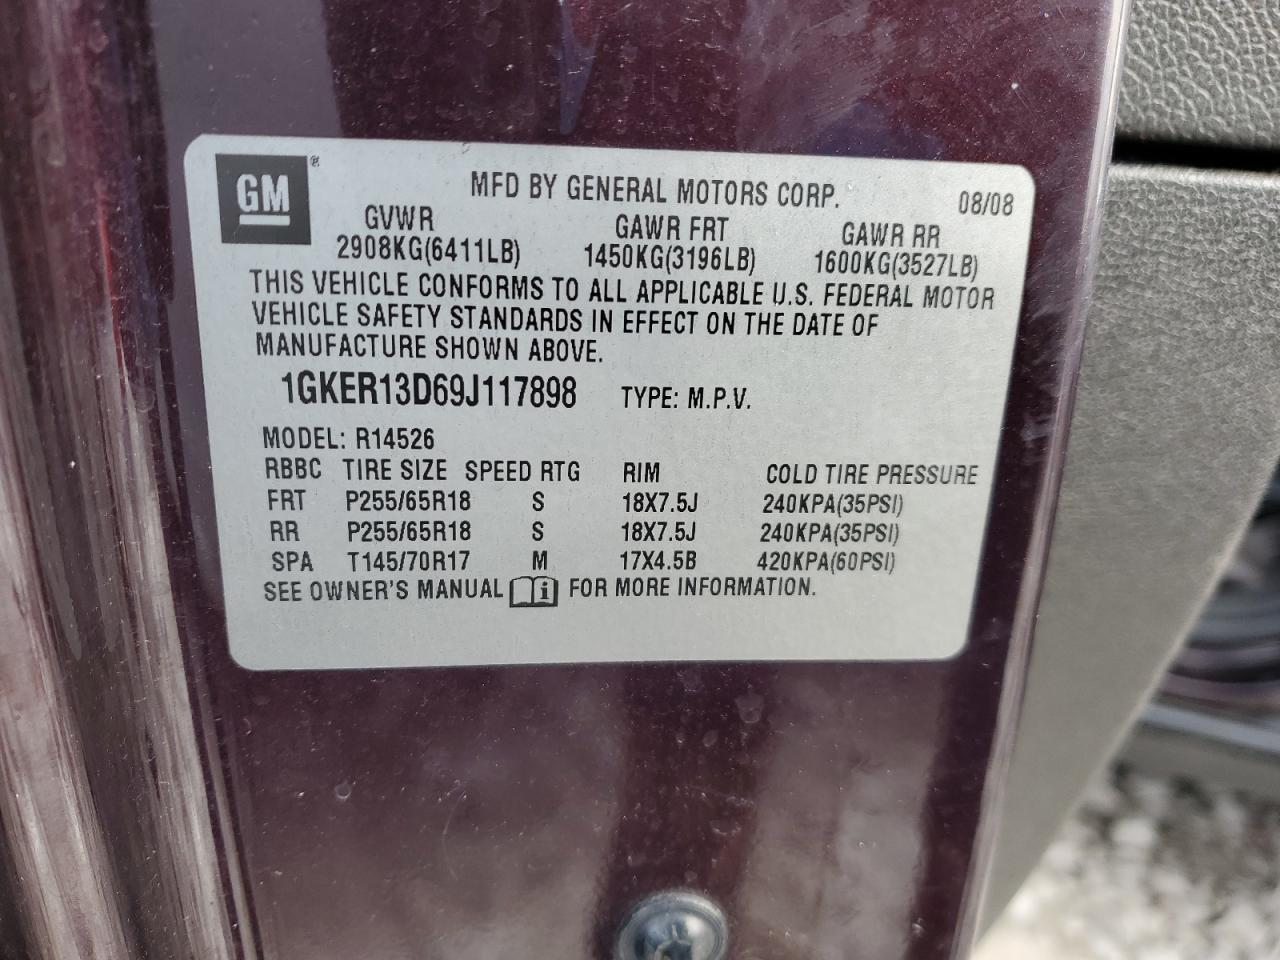 GM ®
MFD BY GENERAL MOTORS CORP. 08/08
GVWR GAWR FRT GAWR RR
2908KG(6411LB) 1450KG(3196LB) 1600KG(3527LB)
THIS VEHICLE CONFORMS TO ALL APPLICABLE U.S. FEDERAL MOTOR
VEHICLE SAFETY STANDARDS IN EFFECT ON THE DATE OF
MANUFACTURE SHOWN ABOVE.
1GKER13D69J117898 TYPE: M.P.V.
MODEL: R14526
RBBC TIRE SIZE SPEED RTG RIM COLD TIRE PRESSURE
FRT P255/65R18 S 18X7.5J 240KPA(35PSI)
RR P255/65R18 S 18X7.5J 240KPA(35PSI)
SPA T145/70R17 M 17X4.5B 420KPA(60PSI)
SEE OWNER'S MANUAL i FOR MORE INFORMATION.